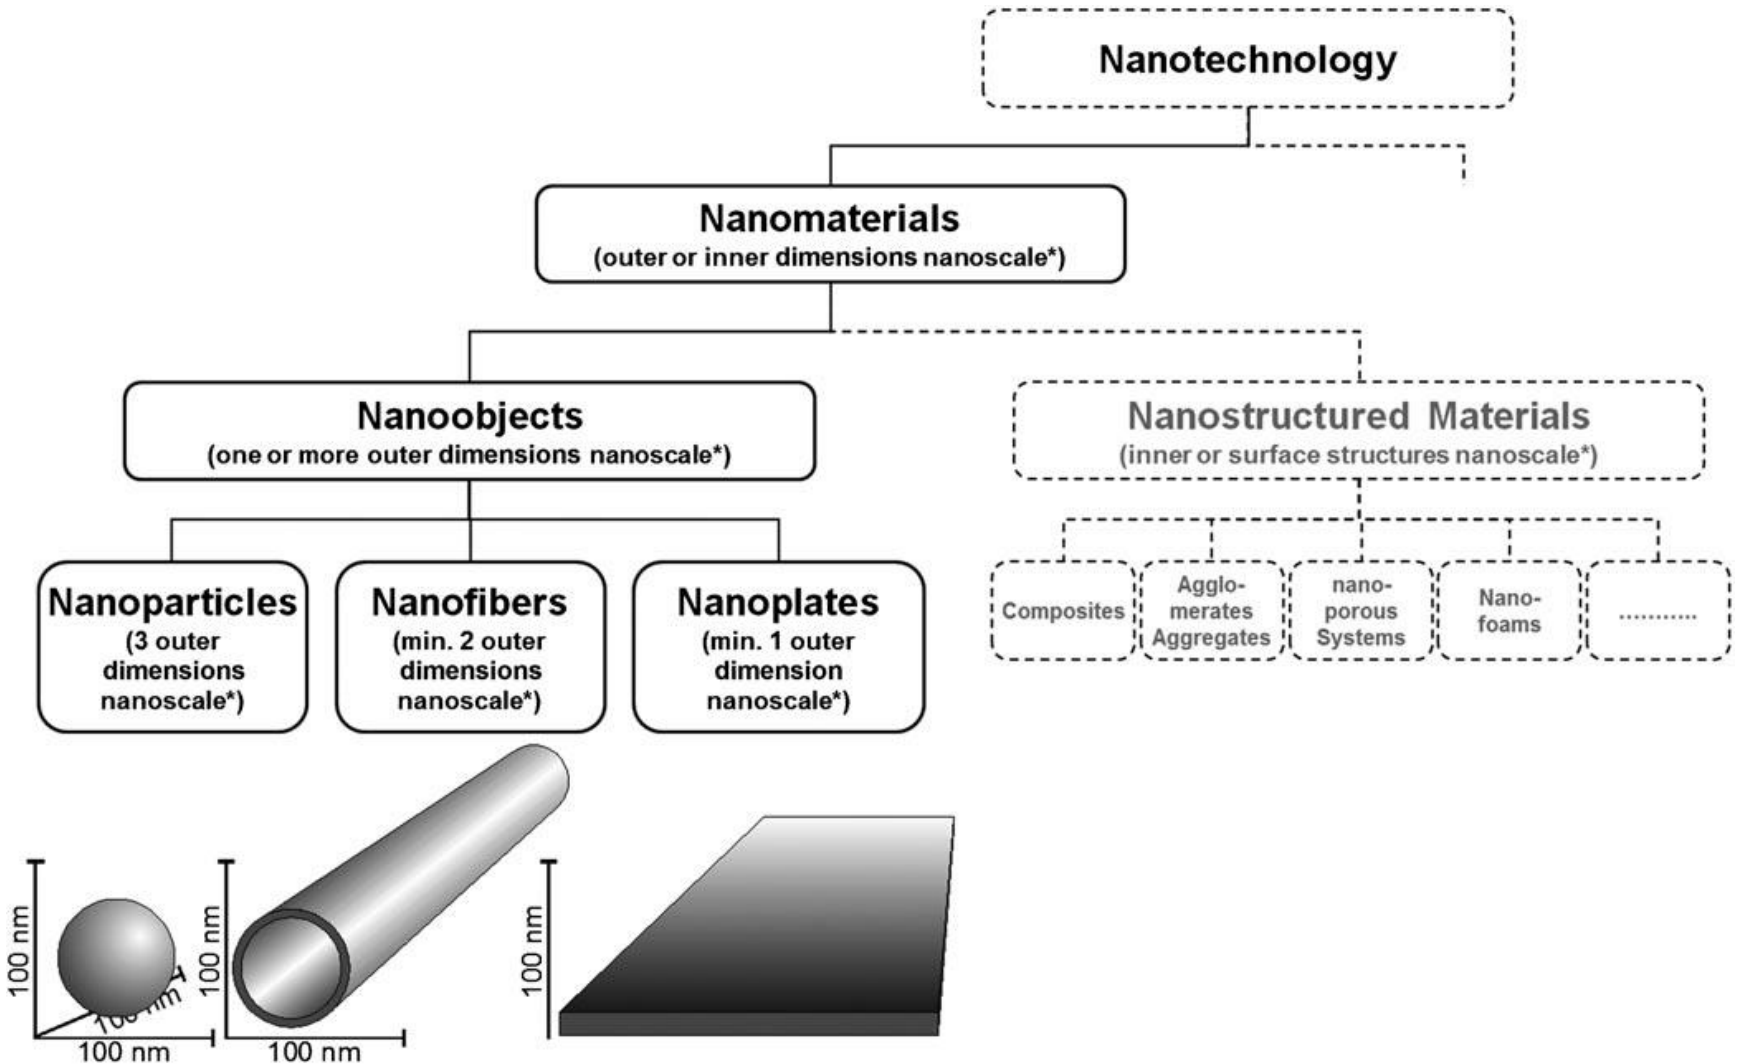 Nanotechnology
Nanomaterials
(outer or inner dimensions nanoscale*)
Nanoobjects
(one or more outer dimensions nanoscale*)
Nanostructured Materials
(inner or surface structures nanoscale*)
Nanoparticles
(3 outer
dimensions
nanoscale*)
Nanofibers
(min. 2 outer
dimensions
nanoscale*)
Nanoplates
(min. 1 outer
dimension
nanoscale*)
Composites
Agglo-
merates
Aggregates
nano-
porous
Systems
Nano-
foams
...........
100 nm
100 nm
100 nm
100 nm
100 nm
100 nm